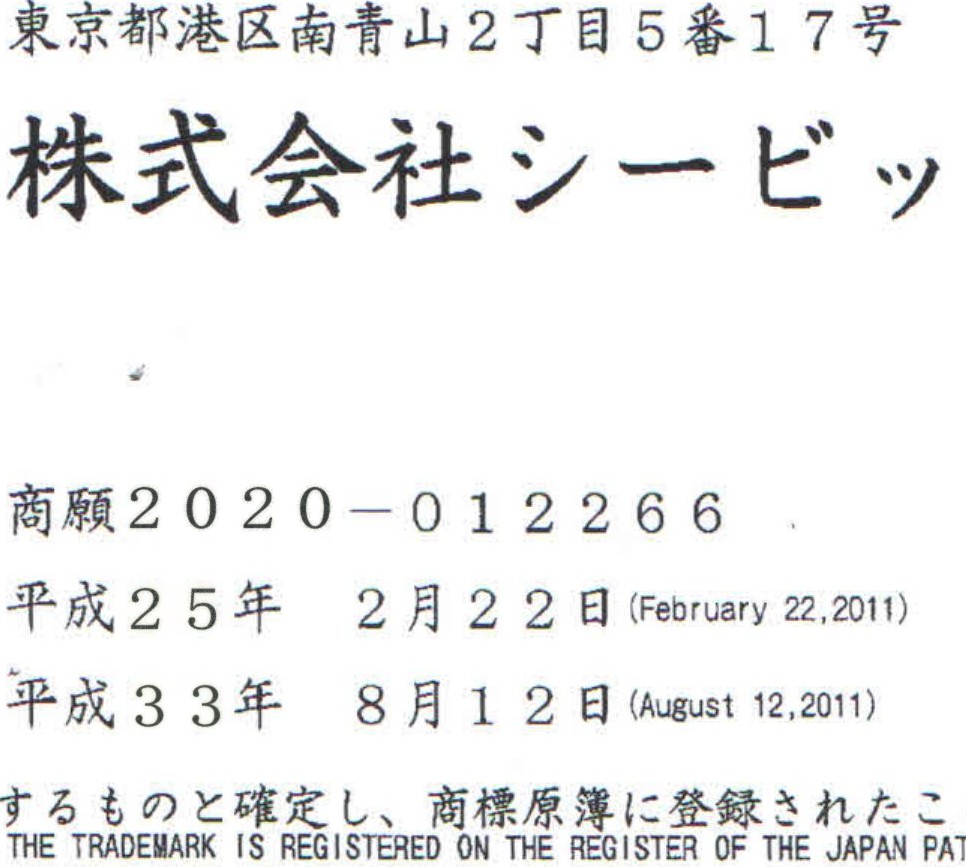 東京都港区南青山2丁目5番17号
株式会社シービッ
商願2020-012266
平成25年 2月22日(February 22,2011)
平成33年 8月12日(August 12,2011)
するものと確定し、商標原簿に登録されたこ
THE TRADEMARK IS REGISTERED ON THE REGISTER OF THE JAPAN PAT